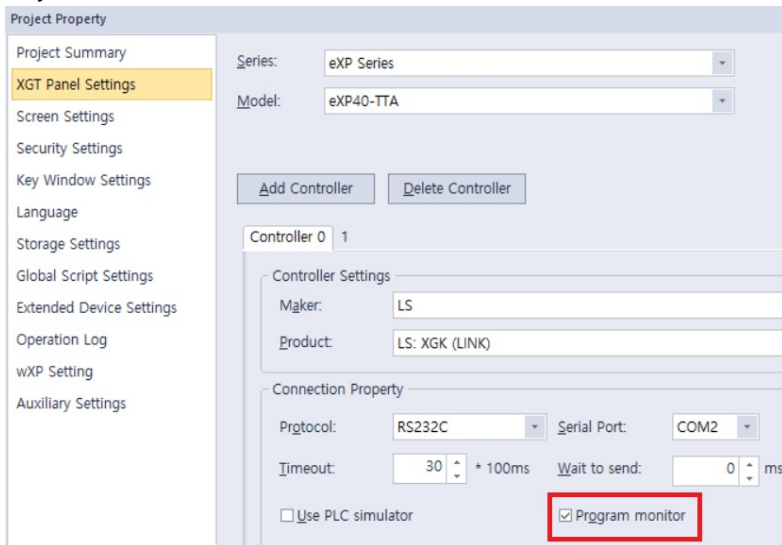 Project Property
Project Summary
XGT Panel Settings
Screen Settings
Security Settings
Key Window Settings
Language
Storage Settings
Global Script Settings
Extended Device Settings
Operation Log
wXP Setting
Auxiliary Settings
Series: eXP Series
Model: eXP40-TTA
Add Controller Delete Controller
Controller 0 1
Controller Settings
Maker: LS
Product: LS: XGK (LINK)
Connection Property
Protocol: RS232C Serial Port: COM2
Timeout: 30 * 100ms Wait to send: 0 ms
Use PLC simulator Program monitor